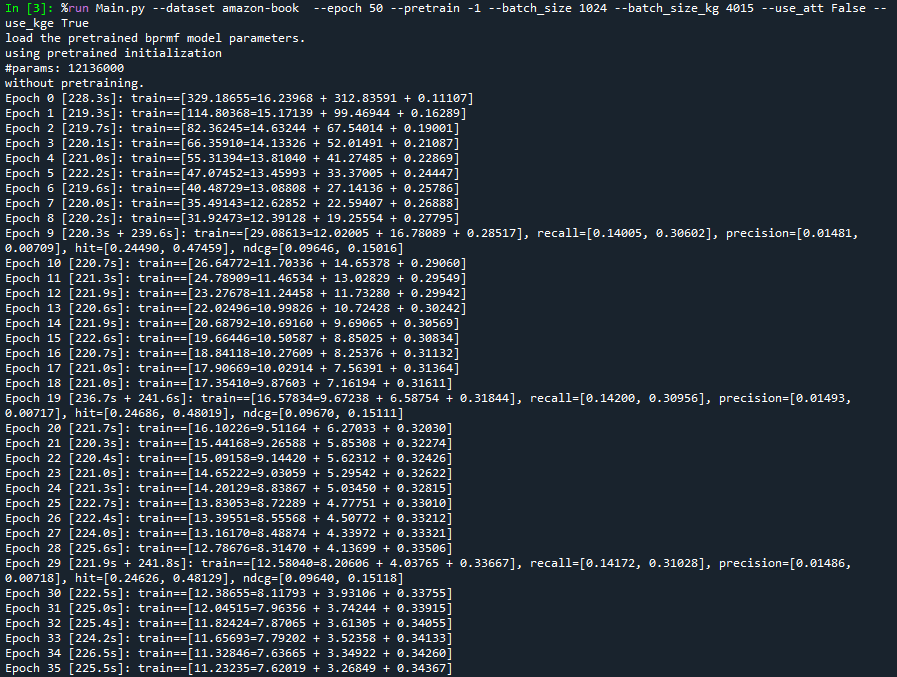 In [3]: %run Main.py --dataset amazon-book  --epoch 50 --pretrain -1 --batch_size 1024 --batch_size_kg 4015 --use_att False --
use_kge True
load the pretrained bprmf model parameters.
using pretrained initialization
#params: 12136000
without pretraining.
Epoch 0 [228.3s]: train==[329.18655=16.23968 + 312.83591 + 0.11107]
Epoch 1 [219.3s]: train==[114.80368=15.17139 + 99.46944 + 0.16289]
Epoch 2 [219.7s]: train==[82.36245=14.63244 + 67.54014 + 0.19001]
Epoch 3 [220.1s]: train==[66.35910=14.13326 + 52.01491 + 0.21087]
Epoch 4 [221.0s]: train==[55.31394=13.81040 + 41.27485 + 0.22869]
Epoch 5 [222.2s]: train==[47.07452=13.45993 + 33.37005 + 0.24447]
Epoch 6 [219.6s]: train==[40.48729=13.08808 + 27.14136 + 0.25786]
Epoch 7 [220.0s]: train==[35.49143=12.62852 + 22.59407 + 0.26888]
Epoch 8 [220.2s]: train==[31.92473=12.39128 + 19.25554 + 0.27795]
Epoch 9 [220.3s + 239.6s]: train==[29.08613=12.02005 + 16.78089 + 0.28517], recall=[0.14005, 0.30602], precision=[0.01481,
0.00709], hit=[0.24490, 0.47459], ndcg=[0.09646, 0.15016]
Epoch 10 [220.7s]: train==[26.64772=11.70336 + 14.65378 + 0.29060]
Epoch 11 [221.3s]: train==[24.78909=11.46534 + 13.02829 + 0.29549]
Epoch 12 [221.9s]: train==[23.27678=11.24458 + 11.73280 + 0.29942]
Epoch 13 [220.6s]: train==[22.02496=10.99826 + 10.72428 + 0.30242]
Epoch 14 [221.9s]: train==[20.68792=10.69160 + 9.69065 + 0.30569]
Epoch 15 [222.6s]: train==[19.66446=10.50587 + 8.85025 + 0.30834]
Epoch 16 [220.7s]: train==[18.84118=10.27609 + 8.25376 + 0.31132]
Epoch 17 [221.0s]: train==[17.90669=10.02914 + 7.56391 + 0.31364]
Epoch 18 [221.0s]: train==[17.35410=9.87603 + 7.16194 + 0.31611]
Epoch 19 [236.7s + 241.6s]: train==[16.57834=9.67238 + 6.58754 + 0.31844], recall=[0.14200, 0.30956], precision=[0.01493,
0.00717], hit=[0.24686, 0.48019], ndcg=[0.09670, 0.15111]
Epoch 20 [221.7s]: train==[16.10226=9.51164 + 6.27033 + 0.32030]
Epoch 21 [220.3s]: train==[15.44168=9.26588 + 5.85308 + 0.32274]
Epoch 22 [220.4s]: train==[15.09158=9.14420 + 5.62312 + 0.32426]
Epoch 23 [221.0s]: train==[14.65222=9.03059 + 5.29542 + 0.32622]
Epoch 24 [221.3s]: train==[14.20129=8.83867 + 5.03450 + 0.32815]
Epoch 25 [222.7s]: train==[13.83053=8.72289 + 4.77751 + 0.33010]
Epoch 26 [222.4s]: train==[13.39551=8.55568 + 4.50772 + 0.33212]
Epoch 27 [224.0s]: train==[13.16170=8.48874 + 4.33972 + 0.33321]
Epoch 28 [225.6s]: train==[12.78676=8.31470 + 4.13699 + 0.33506]
Epoch 29 [221.9s + 241.8s]: train==[12.58040=8.20606 + 4.03765 + 0.33667], recall=[0.14172, 0.31028], precision=[0.01486,
0.00718], hit=[0.24626, 0.48129], ndcg=[0.09640, 0.15118]
Epoch 30 [222.5s]: train==[12.38655=8.11793 + 3.93106 + 0.33755]
Epoch 31 [225.0s]: train==[12.04515=7.96356 + 3.74244 + 0.33915]
Epoch 32 [225.4s]: train==[11.82424=7.87065 + 3.61305 + 0.34055]
Epoch 33 [224.2s]: train==[11.65693=7.79202 + 3.52358 + 0.34133]
Epoch 34 [226.5s]: train==[11.32846=7.63665 + 3.34922 + 0.34260]
Epoch 35 [225.5s]: train==[11.23235=7.62019 + 3.26849 + 0.34367]